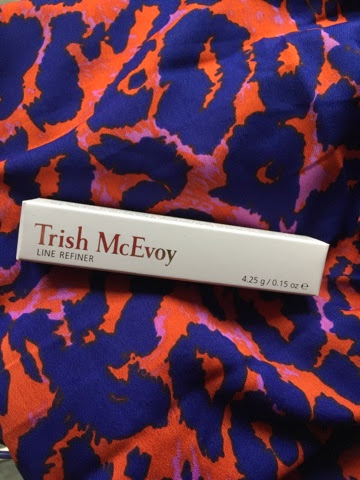 Trish McEvoy
LINE REFINER
4.25 g / 0.15 oz ℮